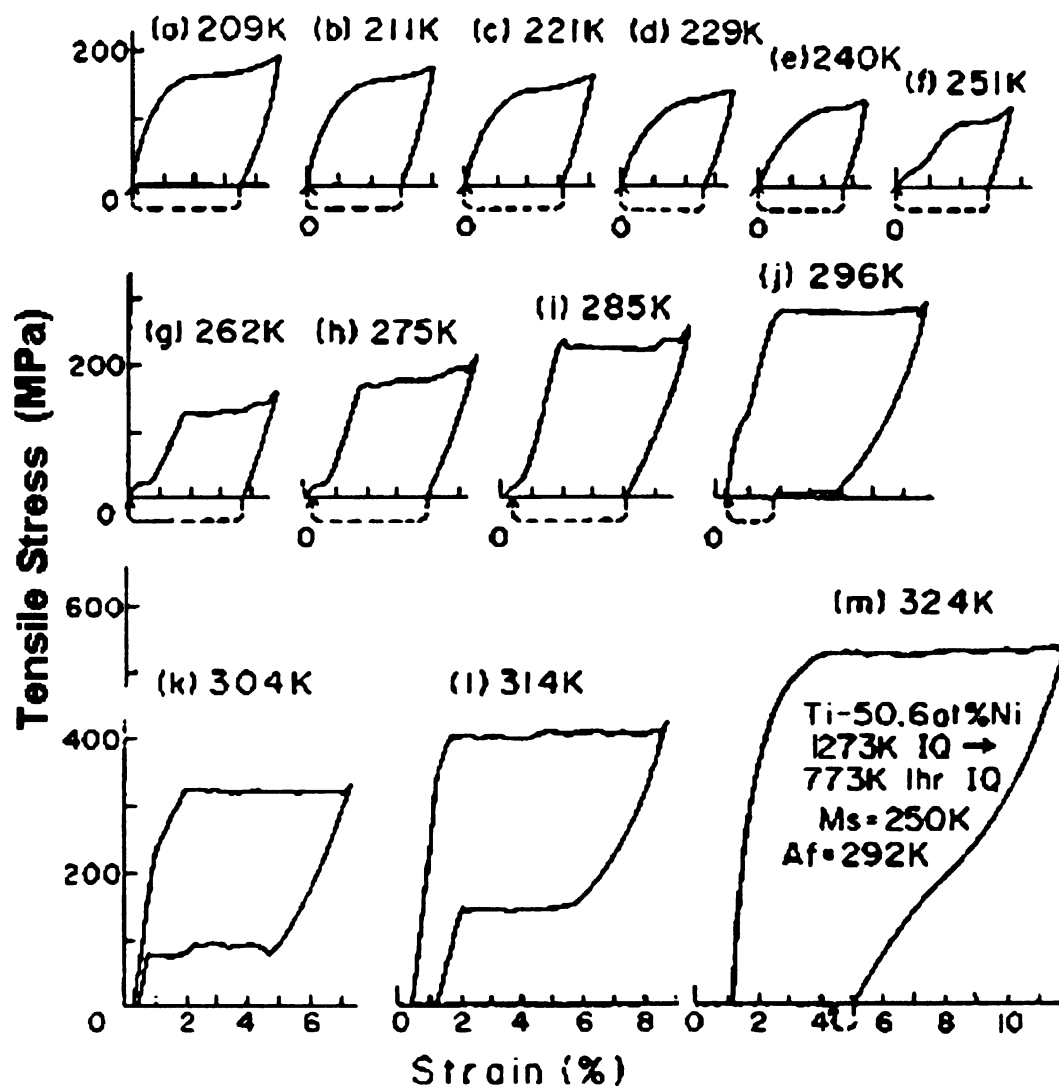 (a) 209K (b) 211K (c) 221K (d) 229K (e) 240K (f) 251K
200
0
0 0 0 0 0
(g) 262K (h) 275K (i) 285K (j) 296K
200
0
0 0 0
Tensile Stress (MPa)
(k) 304K (l) 314K (m) 324K
600
400
200
Ti-50.6at%Ni
1273K IQ →
773K 1hr IQ
Ms=250K
Af=292K
0 2 4 6 0 2 4 6 8 0 2 4 6 8 10
Strain (%)